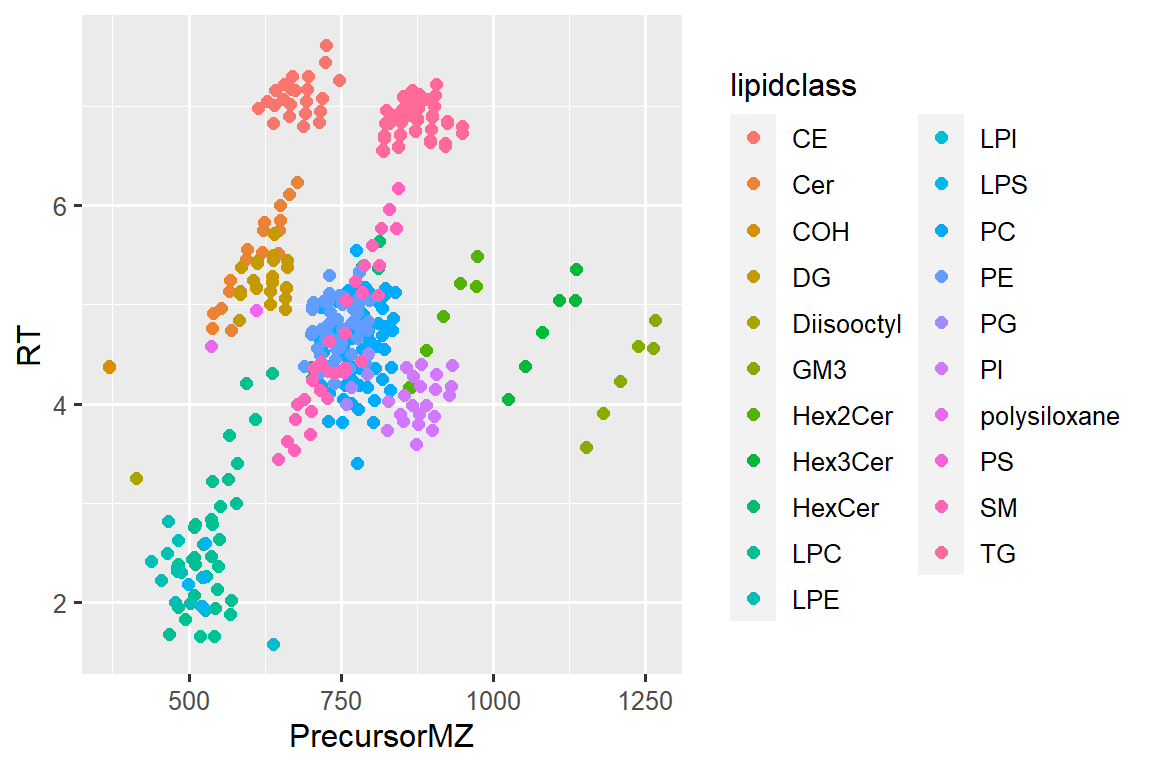 RT
6
4
2
500 750 1000 1250
PrecursorMZ
lipidclass
CE
Cer
COH
DG
Diisooctyl
GM3
Hex2Cer
Hex3Cer
HexCer
LPC
LPE
LPI
LPS
PC
PE
PG
PI
polysiloxane
PS
SM
TG